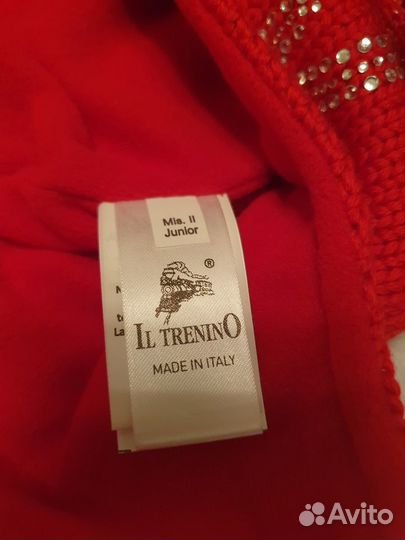 Mis. II
Junior
®
IL TRENINO
MADE IN ITALY
Avito